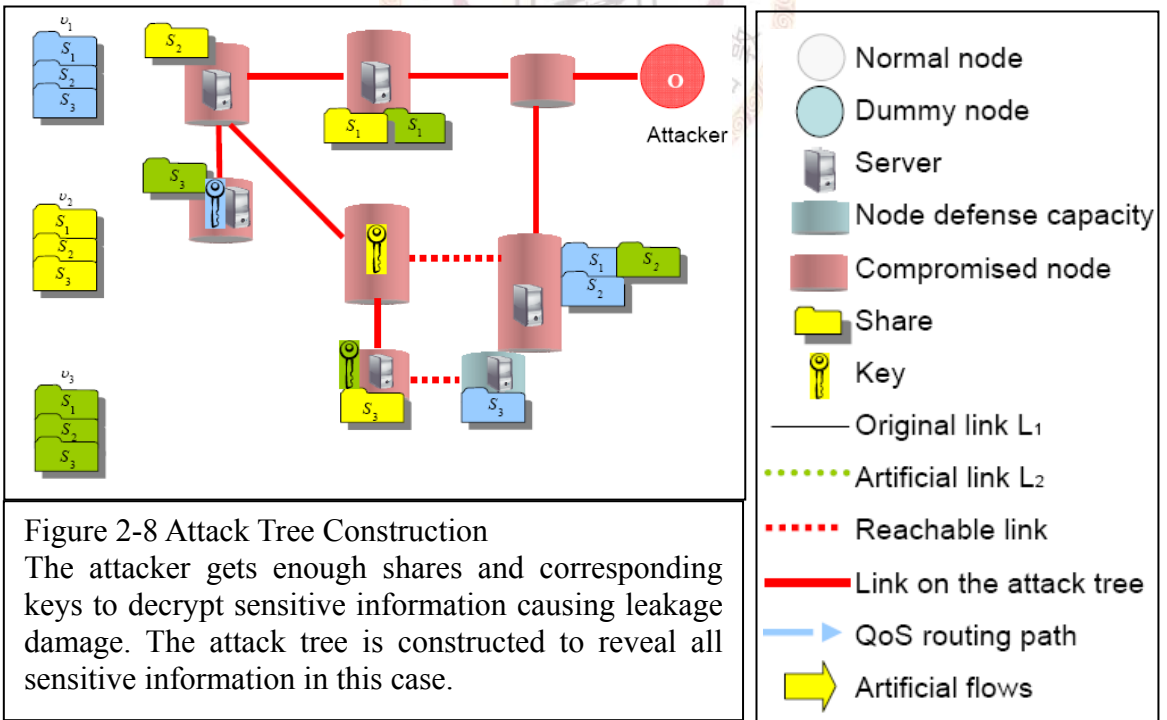 υ1
S1
S2
S3
S2
S1
S1
O
Attacker
S3
υ2
S1
S2
S3
S1
S2
S2
υ3
S1
S2
S3
S3
S3
Figure 2-8 Attack Tree Construction
The attacker gets enough shares and corresponding
keys to decrypt sensitive information causing leakage
damage. The attack tree is constructed to reveal all
sensitive information in this case.
Normal node
Dummy node
Server
Node defense capacity
Compromised node
Share
Key
Original link L1
Artificial link L2
Reachable link
Link on the attack tree
QoS routing path
Artificial flows